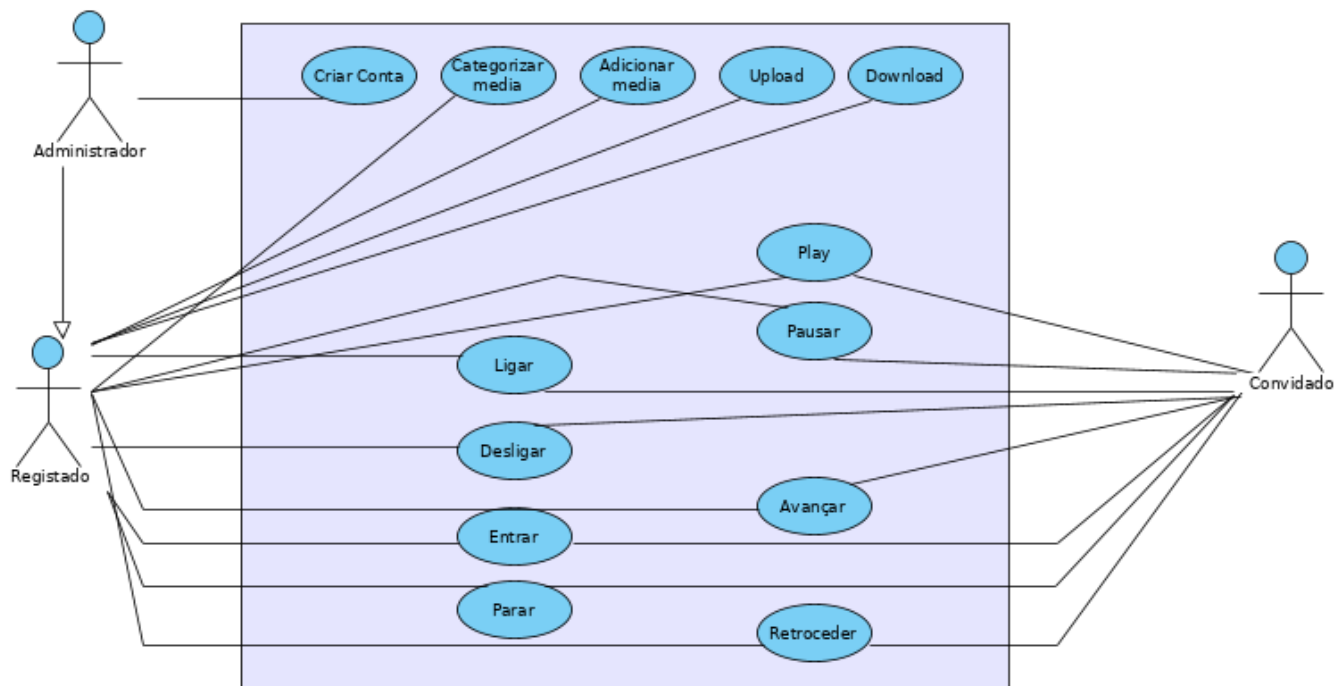 Criar Conta
Categorizar
media
Adicionar
media
Upload
Download
Administrador
Play
Pausar
Ligar
Convidado
Desligar
Registado
Avançar
Entrar
Parar
Retroceder